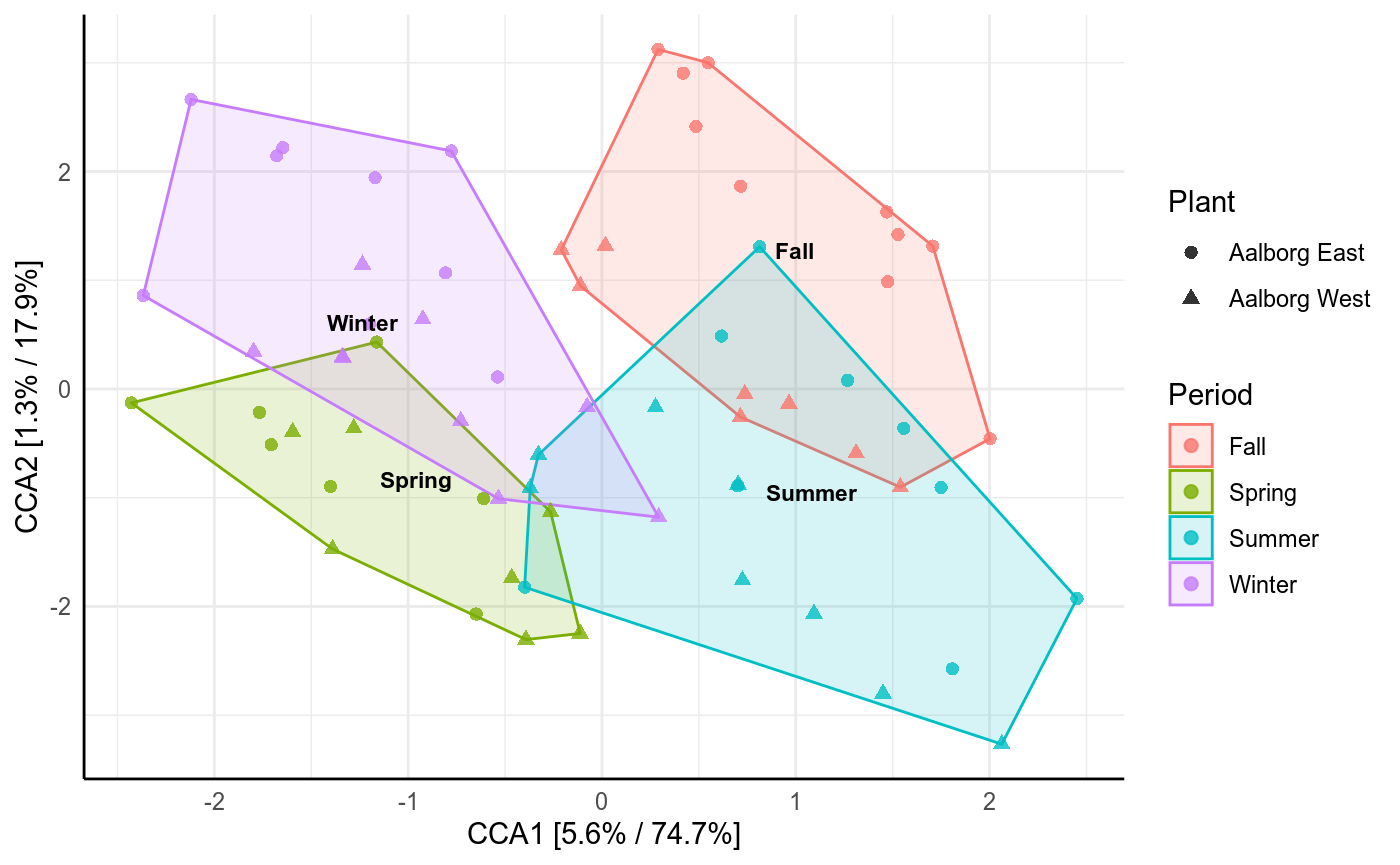 CCA2 [1.3% / 17.9%]
2
0
-2
Fall
Winter
Spring
Summer
-2
-1
0
1
2
CCA1 [5.6% / 74.7%]
Plant
Aalborg East
Aalborg West
Period
Fall
Spring
Summer
Winter